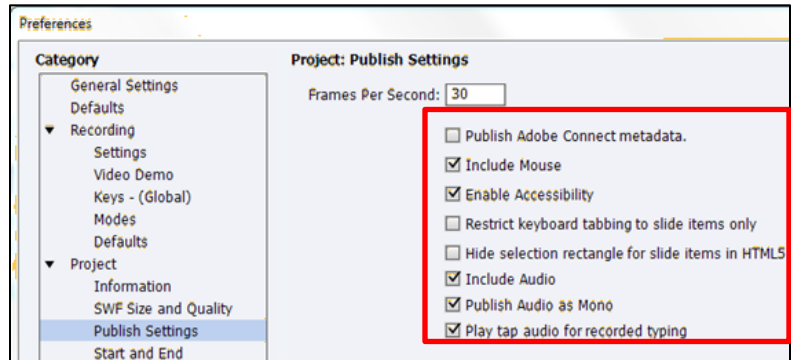 Preferences
Category
General Settings
Defaults
Recording
Settings
Video Demo
Keys - (Global)
Modes
Defaults
Project
Information
SWF Size and Quality
Publish Settings
Start and End
Project: Publish Settings
Frames Per Second: 30
Publish Adobe Connect metadata.
Include Mouse
Enable Accessibility
Restrict keyboard tabbing to slide items only
Hide selection rectangle for slide items in HTML5
Include Audio
Publish Audio as Mono
Play tap audio for recorded typing